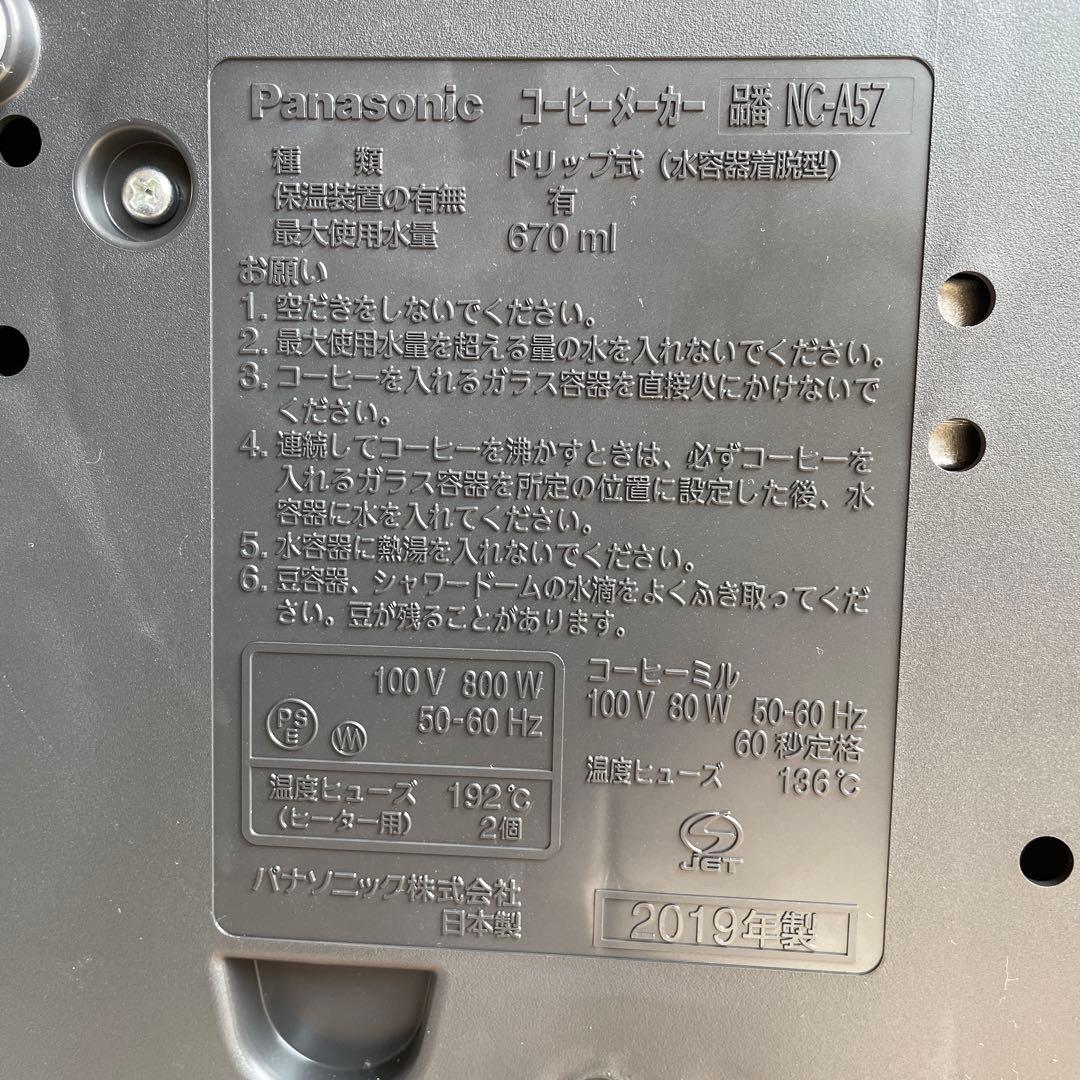 Panasonic コーヒーメーカー 品番 NC-A57
種類 ドリップ式（水容器着脱型）
保温装置の有無 有
最大使用水量 670 ml
お願い
1. 空だきをしないでください。
2. 最大使用水量を超える量の水を入れないでください。
3. コーヒーを入れるガラス容器を直接火にかけないで
ください。
4. 連続してコーヒーを沸かすときは、必ずコーヒーを
入れるガラス容器を所定の位置に設定した後、水
容器に水を入れてください。
5. 水容器に熱湯を入れないでください。
6. 豆容器、シャワードームの水滴をよくふき取ってくだ
さい。豆が残ることがあります。
100 V 800 W
50-60 Hz
PS
E
温度ヒューズ 192℃
（ヒーター用） 2個
コーヒーミル
100 V 80 W 50-60 Hz
60 秒定格
温度ヒューズ 136℃
JET
パナソニック株式会社
日本製
2019年製